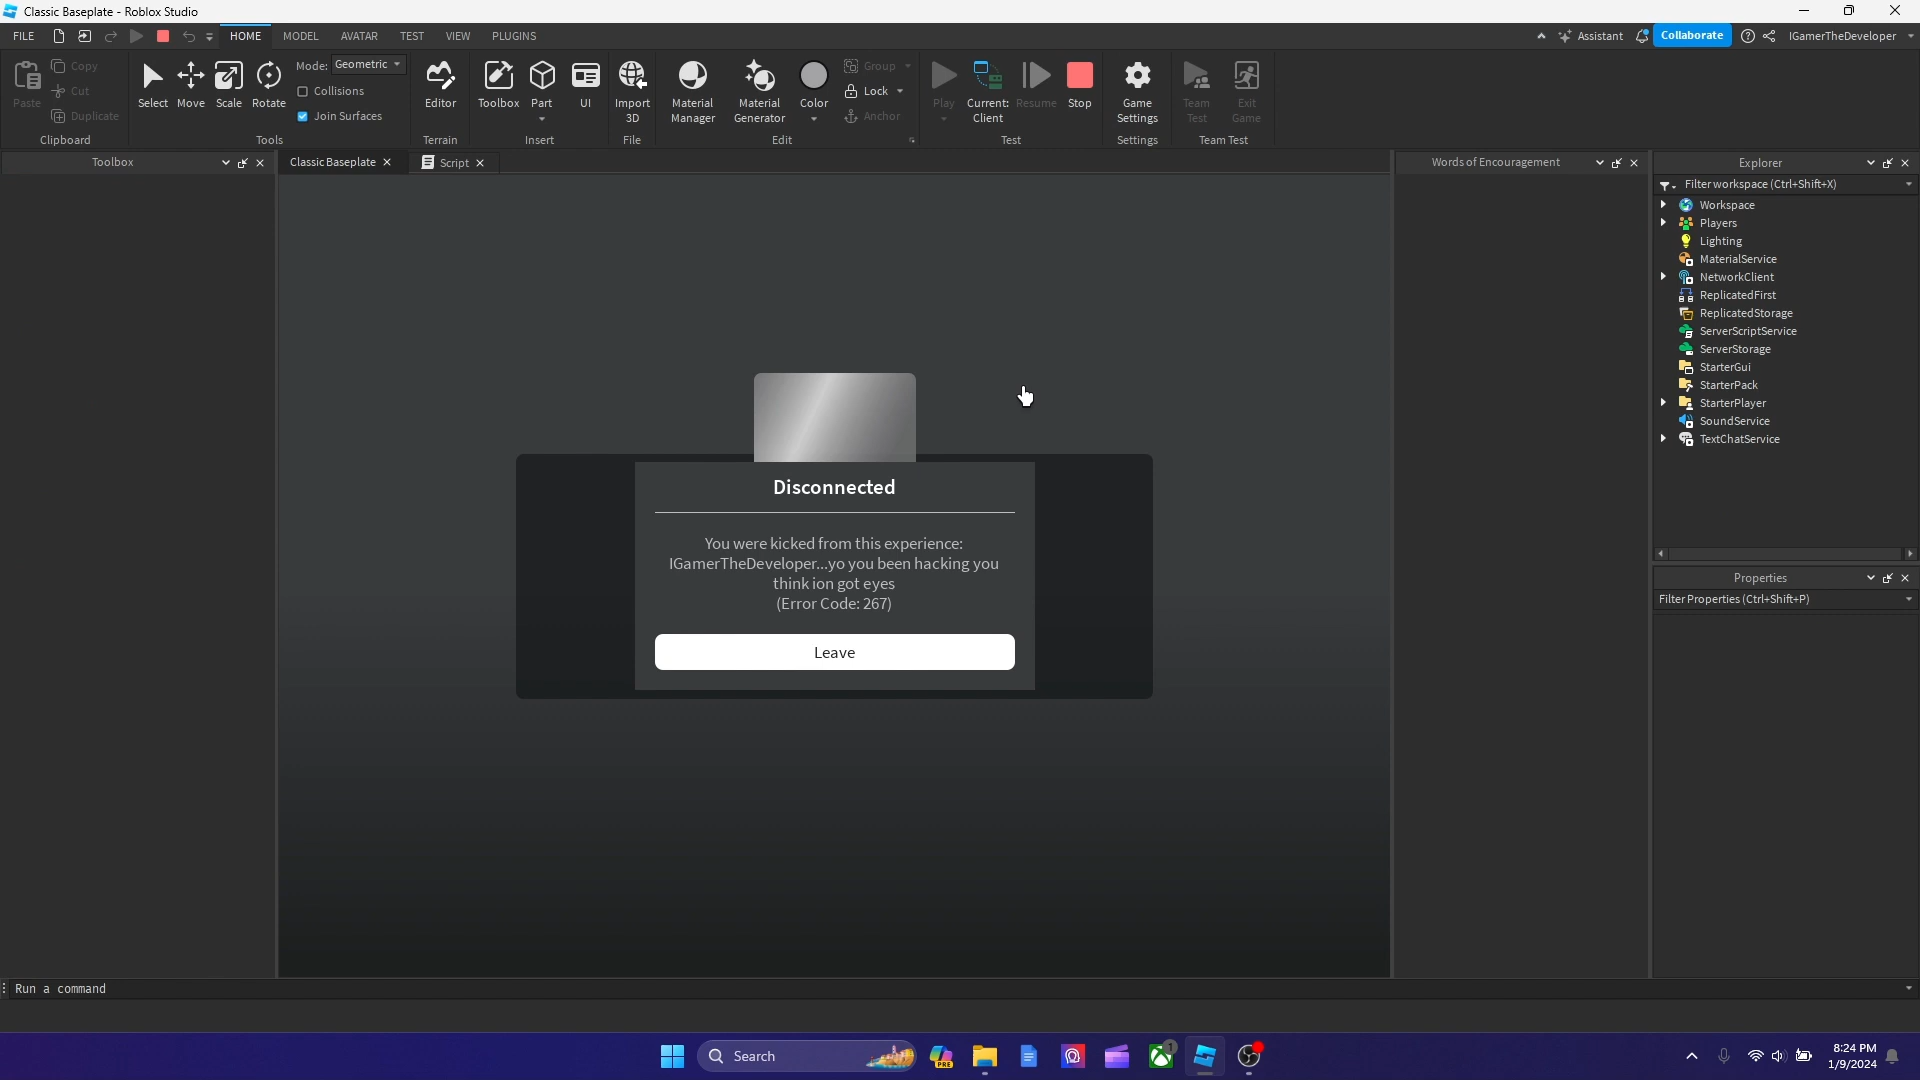 Classic Baseplate - Roblox Studio
FILE
HOME
MODEL
AVATAR
TEST
VIEW
PLUGINS
Assistant
Collaborate
IGamerTheDeveloper
Paste
Copy
Cut
Duplicate
Clipboard
Select
Move
Scale
Rotate
Mode: Geometric
Collisions
Join Surfaces
Tools
Editor
Terrain
Toolbox
Part
UI
Insert
Import
3D
File
Material
Manager
Material
Generator
Color
Group
Lock
Anchor
Edit
Play
Current:
Client
Resume
Stop
Test
Game
Settings
Settings
Team
Test
Exit
Game
Team Test
Toolbox
Classic Baseplate
Script
Words of Encouragement
Explorer
Filter workspace (Ctrl+Shift+X)
Workspace
Players
Lighting
MaterialService
NetworkClient
ReplicatedFirst
ReplicatedStorage
ServerScriptService
ServerStorage
StarterGui
StarterPack
StarterPlayer
SoundService
TextChatService
Properties
Filter Properties (Ctrl+Shift+P)
Disconnected
You were kicked from this experience:
IGamerTheDeveloper...yo you been hacking you
think ion got eyes
(Error Code: 267)
Leave
Run a command
Search
PRE
1
8:24 PM
1/9/2024